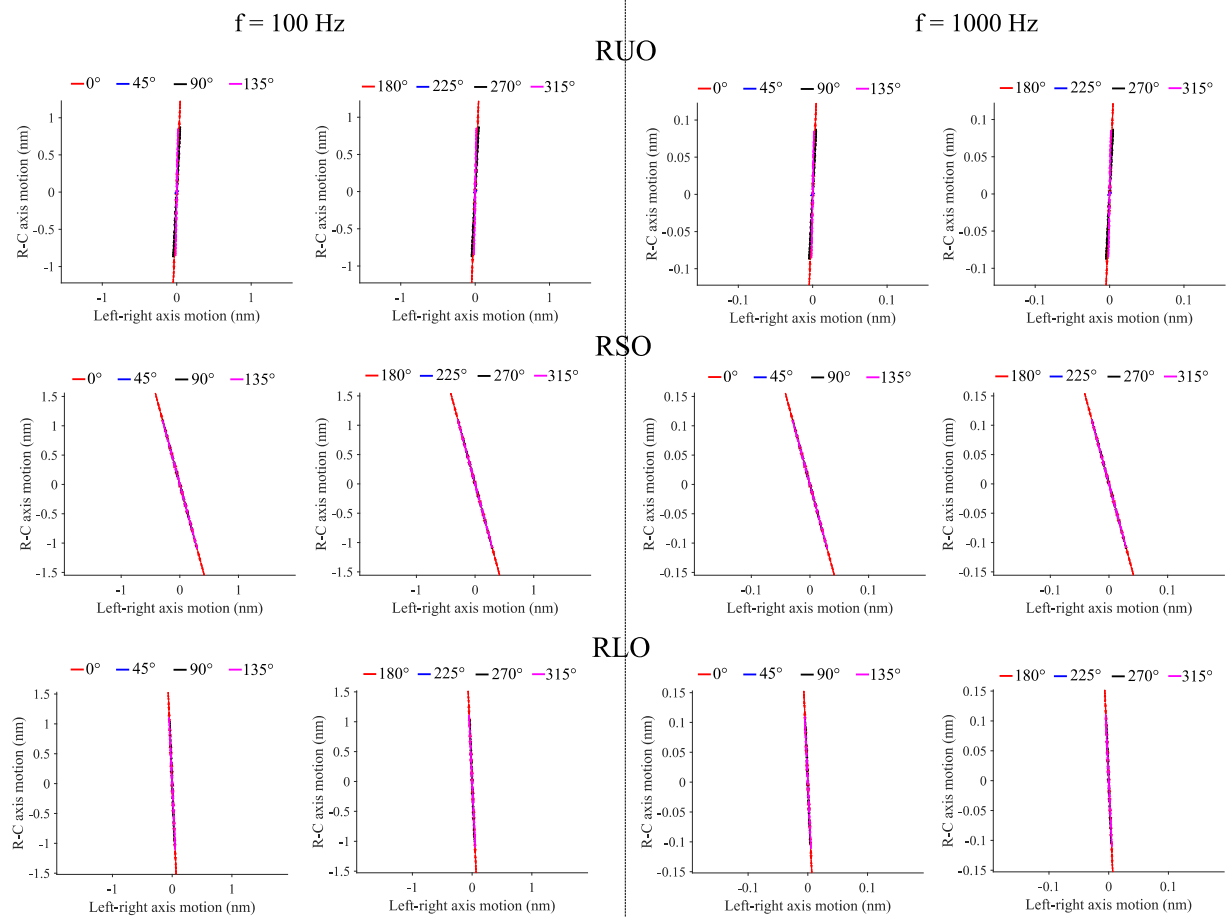 f = 100 Hz
f = 1000 Hz
RUO
0° 45° 90° 135°
180° 225° 270° 315°
0° 45° 90° 135°
180° 225° 270° 315°
R-C axis motion (nm)
1
0.5
0
-0.5
-1
-1 0 1
Left-right axis motion (nm)
R-C axis motion (nm)
1
0.5
0
-0.5
-1
-1 0 1
Left-right axis motion (nm)
R-C axis motion (nm)
0.1
0.05
0
-0.05
-0.1
-0.1 0 0.1
Left-right axis motion (nm)
R-C axis motion (nm)
0.1
0.05
0
-0.05
-0.1
-0.1 0 0.1
Left-right axis motion (nm)
RSO
0° 45° 90° 135°
180° 225° 270° 315°
0° 45° 90° 135°
180° 225° 270° 315°
R-C axis motion (nm)
1.5
1
0.5
0
-0.5
-1
-1.5
-1 0 1
Left-right axis motion (nm)
R-C axis motion (nm)
1.5
1
0.5
0
-0.5
-1
-1.5
-1 0 1
Left-right axis motion (nm)
R-C axis motion (nm)
0.15
0.1
0.05
0
-0.05
-0.1
-0.15
-0.1 0 0.1
Left-right axis motion (nm)
R-C axis motion (nm)
0.15
0.1
0.05
0
-0.05
-0.1
-0.15
-0.1 0 0.1
Left-right axis motion (nm)
RLO
0° 45° 90° 135°
180° 225° 270° 315°
0° 45° 90° 135°
180° 225° 270° 315°
R-C axis motion (nm)
1.5
1
0.5
0
-0.5
-1
-1.5
-1 0 1
Left-right axis motion (nm)
R-C axis motion (nm)
1.5
1
0.5
0
-0.5
-1
-1.5
-1 0 1
Left-right axis motion (nm)
R-C axis motion (nm)
0.15
0.1
0.05
0
-0.05
-0.1
-0.15
-0.1 0 0.1
Left-right axis motion (nm)
R-C axis motion (nm)
0.15
0.1
0.05
0
-0.05
-0.1
-0.15
-0.1 0 0.1
Left-right axis motion (nm)